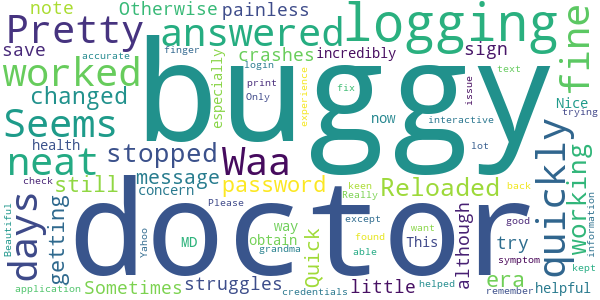 note
Otherwise
painless
Pretty
answered
logging
fine
save
crashes
incredibly
sign
accurate
finger
especially
worked
changed
buggy
login
print
Only
experience
fix
text
issue
Nice
trying
now
interactive
Seems
health
neat
stopped
Waa
lot
quickly
Working
information
check
still
concern
message
password
keen
Really
Reloaded
back
kept
days
getting
doctor
Please
way
obtain
grandma
except
able
want
This
good
although
try
symptom
Beautiful
Yahoo
MD
Quick
found
era
remember
helpful
application
Sometimes
struggles
credentials
little
helped